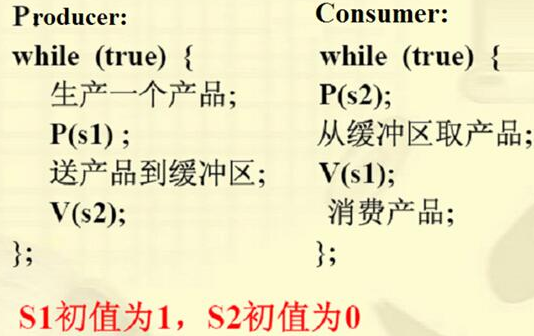 Producer:
while (true) {
生产一个产品;
P(s1) ;
送产品到缓冲区;
V(s2);
};
Consumer:
while (true) {
P(s2);
从缓冲区取产品;
V(s1);
消费产品;
};
S1初值为1，S2初值为0